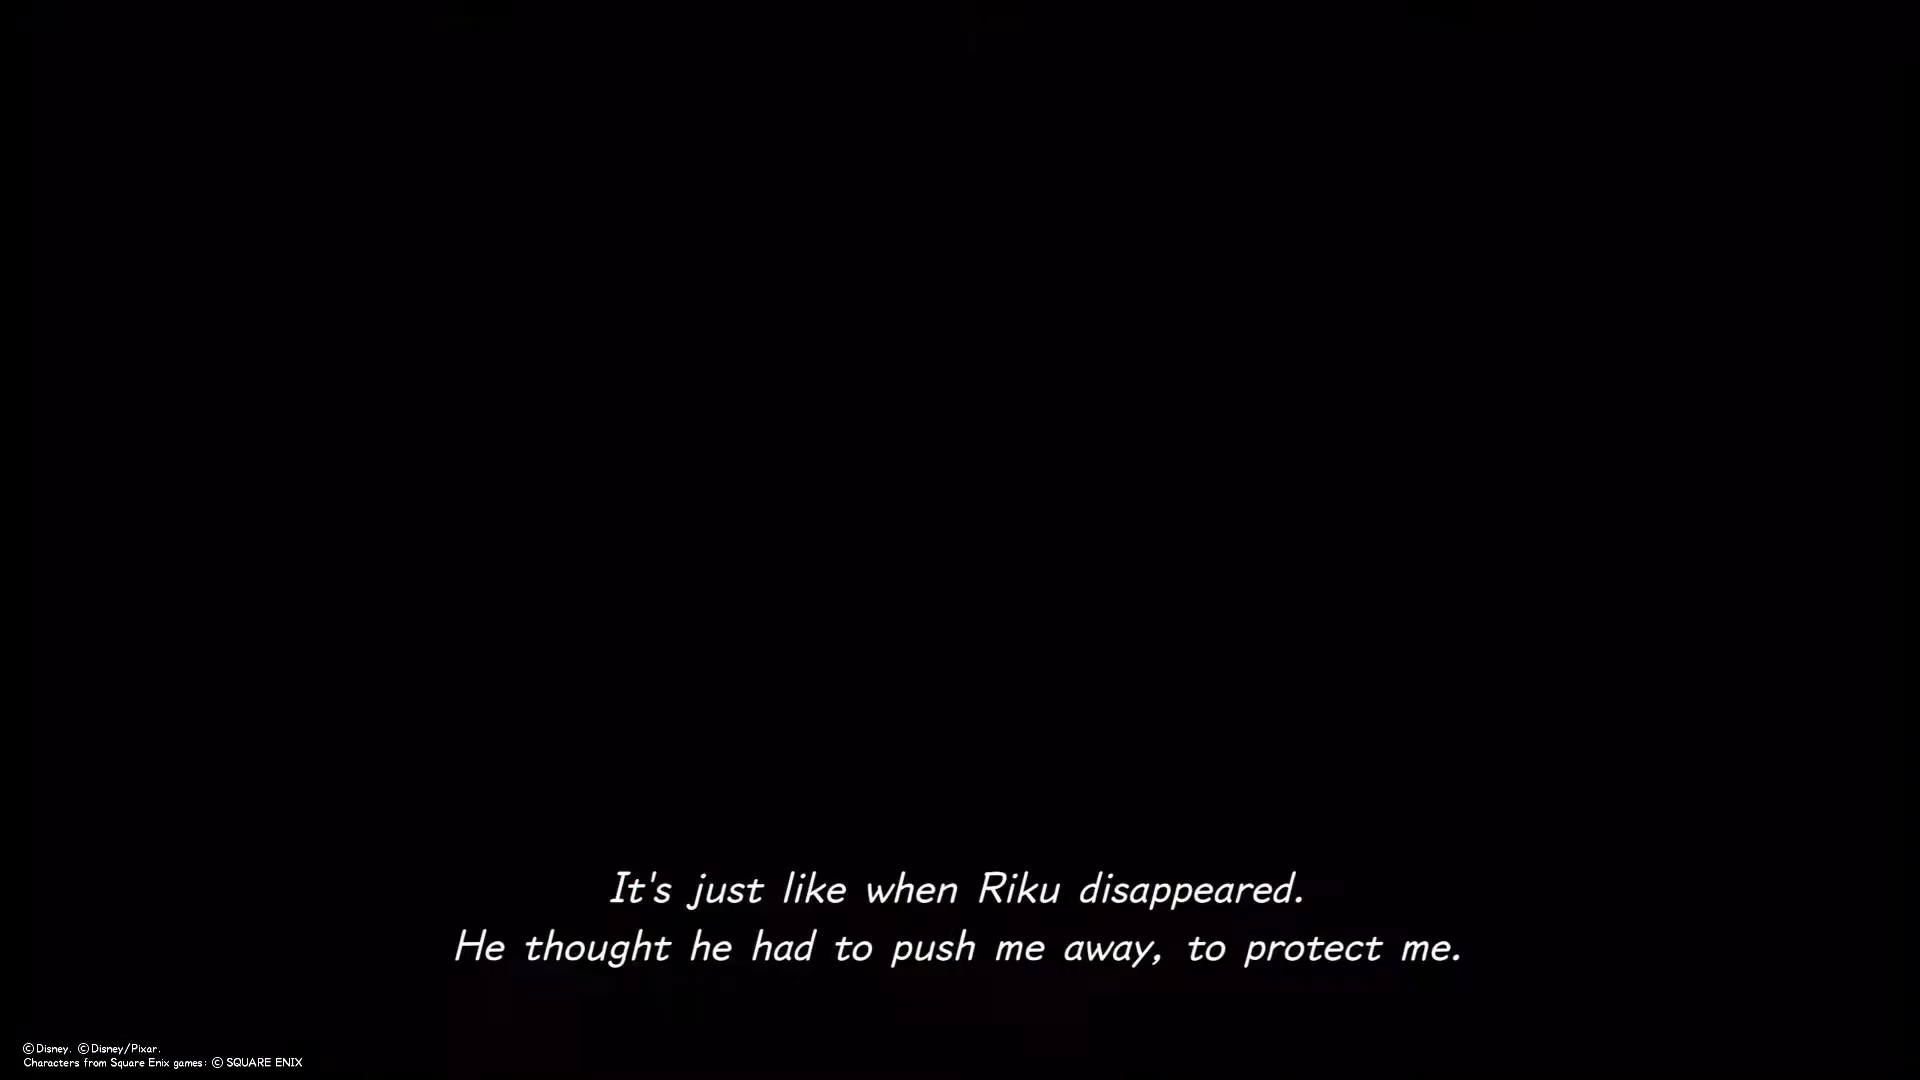 It's just like when Riku disappeared.
He thought he had to push me away, to protect me.
©Disney. ©Disney/Pixar.
Characters from Square Enix games: © SQUARE ENIX